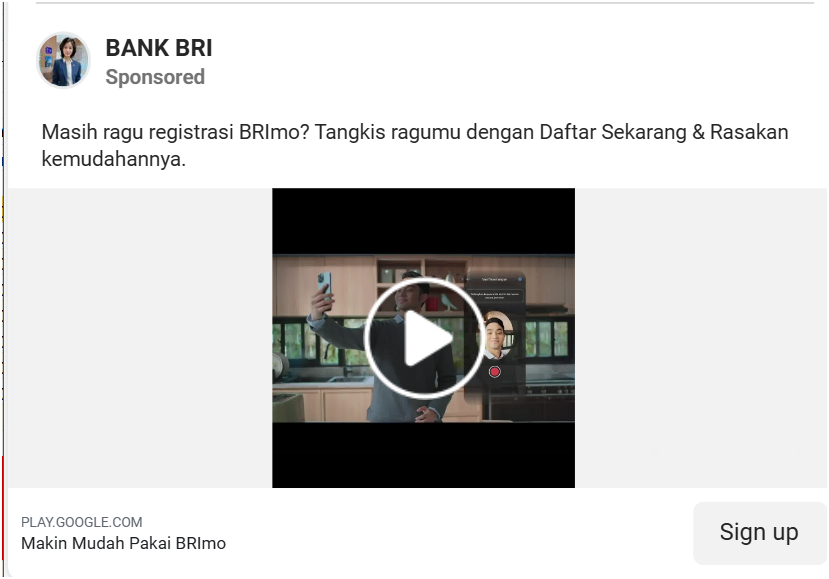 BANK BRI
Sponsored
Masih ragu registrasi BRImo? Tangkis ragumu dengan Daftar Sekarang & Rasakan
kemudahannya.
PLAY.GOOGLE.COM
Makin Mudah Pakai BRImo
Sign up